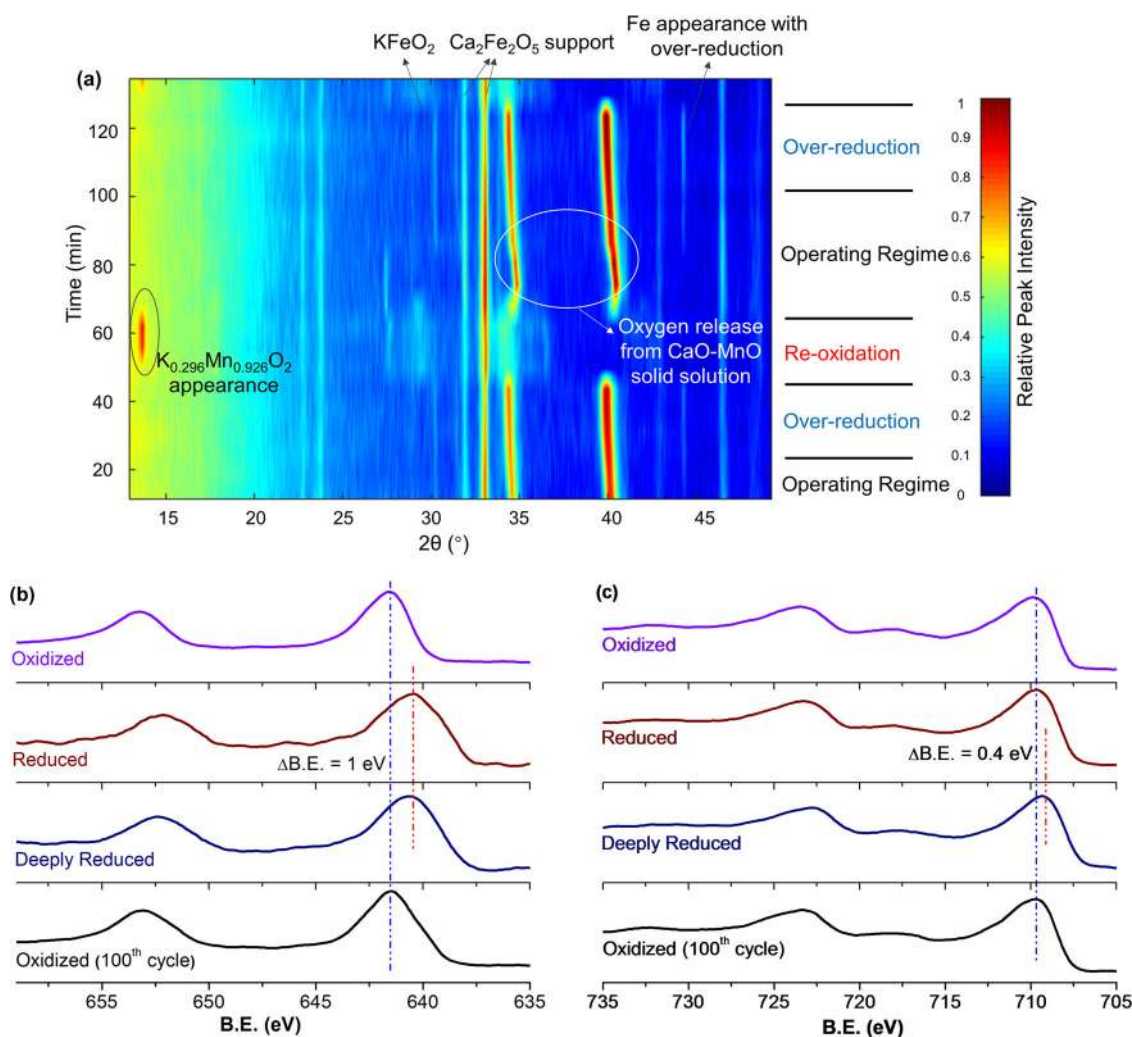 Fe appearance with
over-reduction
KFeO₂
Ca₂Fe₂O₅ support
(a)
120
100
80
60
40
20
Time (min)
K₀.₂₉₆Mn₀.₉₂₆O₂
appearance
Oxygen release
from CaO-MnO
solid solution
15
20
25
30
35
40
45
2θ (°)
Over-reduction
Operating Regime
Re-oxidation
Over-reduction
Operating Regime
1
0.9
0.8
0.7
0.6
0.5
0.4
0.3
0.2
0.1
0
Relative Peak Intensity
(b)
Oxidized
Reduced
ΔB.E. = 1 eV
Deeply Reduced
Oxidized (100th cycle)
655
650
645
640
635
B.E. (eV)
(c)
Oxidized
Reduced
ΔB.E. = 0.4 eV
Deeply Reduced
Oxidized (100th cycle)
735
730
725
720
715
710
705
B.E. (eV)